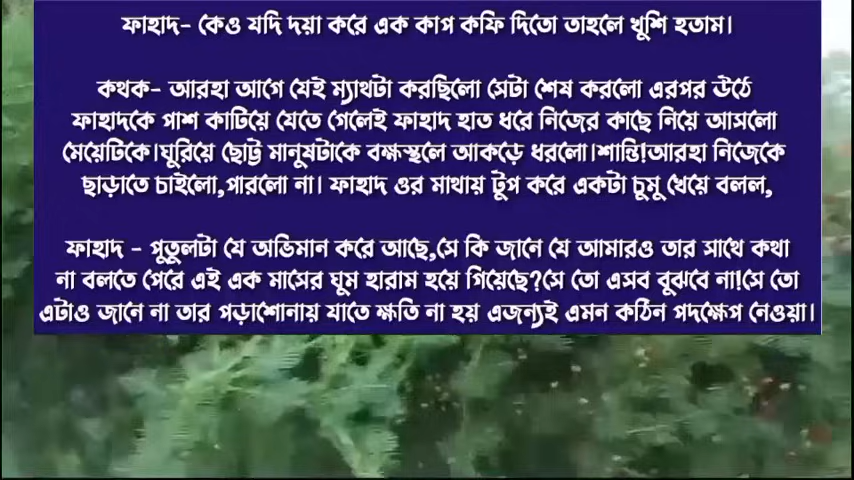 ফাহাদ- কেও যদি দয়া করে এক কাপ কফি দিতো তাহলে খুশি হতাম।
কথক- আরহা আগে যেই ম্যাথটা করছিলো সেটা শেষ করলো এরপর উঠে
ফাহাদকে পাশ কাটিয়ে যেতে গেলেই ফাহাদ হাত ধরে নিজের কাছে নিয়ে আসলো
মেয়েটিকে।ঘুরিয়ে ছোট্ট মানুষটাকে বক্ষস্থলে আকড়ে ধরলো।শান্তি!আরহা নিজেকে
ছাড়াতে চাইলো,পারলো না। ফাহাদ ওর মাথায় টুপ করে একটা চুমু খেয়ে বলল,
ফাহাদ - পুতুলটা যে অভিমান করে আছে,সে কি জানে যে আমারও তার সাথে কথা
না বলতে পেরে এই এক মাসের ঘুম হারাম হয়ে গিয়েছে?সে তো এসব বুঝবে না!সে তো
এটাও জানে না তার পড়াশোনায় যাতে ক্ষতি না হয় এজন্যই এমন কঠিন পদক্ষেপ নেওয়া।